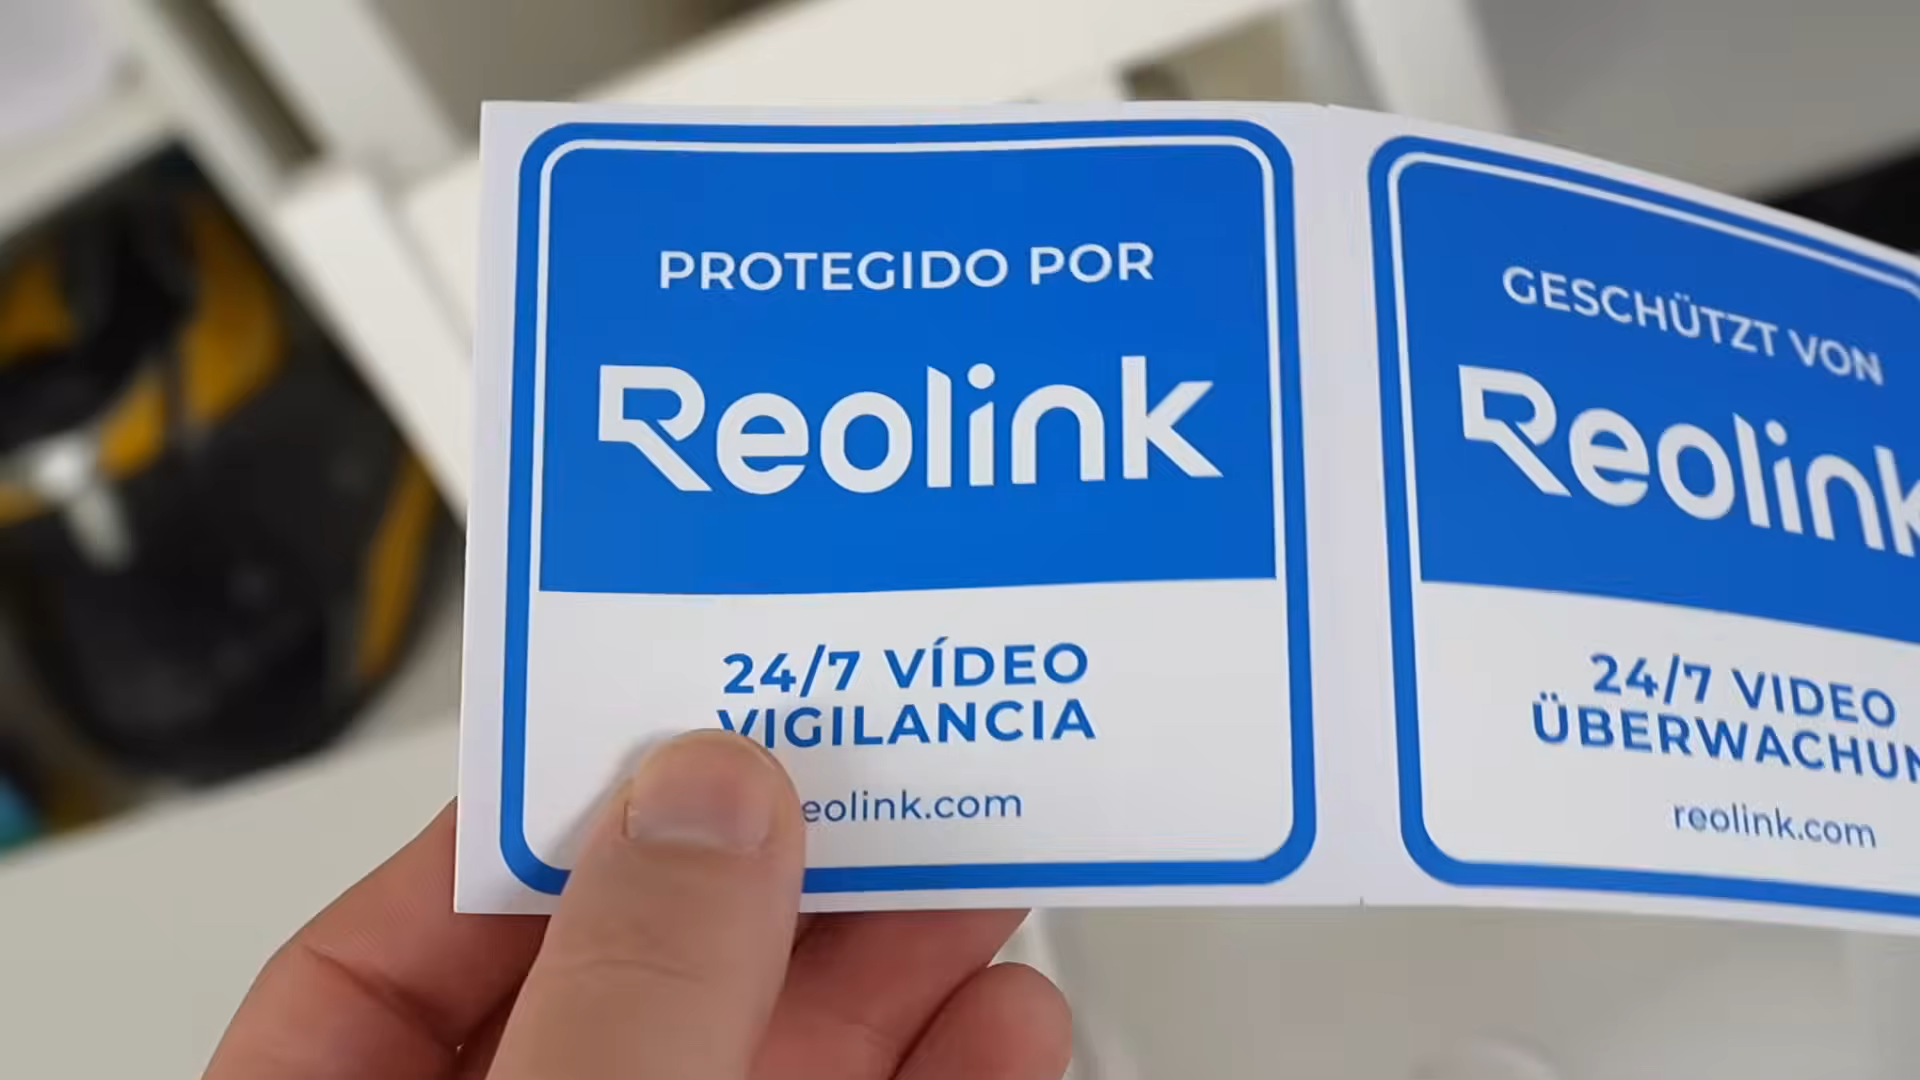 PROTEGIDO POR
Reolink
24/7 VÍDEO
VIGILANCIA
eolink.com
GESCHÜTZT VON
Reolink
24/7 VIDEO
ÜBERWACHUN
reolink.com